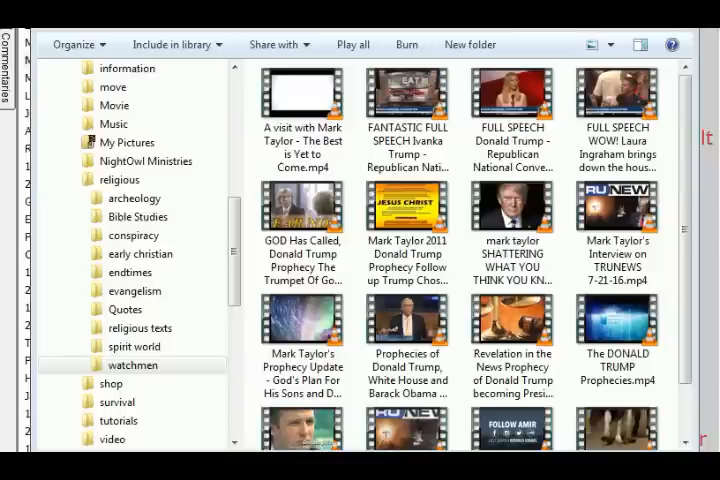 Commentaries
Organize
Include in library
Share with
Play all
Burn
New folder
information
move
Movie
Music
My Pictures
NightOwl Ministries
religious
archeology
Bible Studies
conspiracy
early christian
endtimes
evangelism
Quotes
religious texts
spirit world
watchmen
shop
survival
tutorials
video
A visit with Mark
Taylor - The Best
is Yet to
Come.mp4
EAT
FANTASTIC FULL
SPEECH Ivanka
Trump -
Republican Nati...
FULL SPEECH
Donald Trump -
Republican
National Conve...
FULL SPEECH
WOW! Laura
Ingraham brings
down the hous...
GOD Has Called,
Donald Trump
Prophecy The
Trumpet Of Go...
JESUS CHRIST
Mark Taylor 2011
Donald Trump
Prophecy Follow
up Trump Chos...
mark taylor
SHATTERING
WHAT YOU
THINK YOU KN...
RU NEW
Mark Taylor's
Interview on
TRUNEWS
7-21-16.mp4
Mark Taylor's
Prophecy Update
- God's Plan For
His Sons and D...
Prophecies of
Donald Trump,
White House and
Barack Obama ...
Revelation in the
News Prophecy
of Donald Trump
becoming Presi...
The DONALD
TRUMP
Prophecies.mp4
RU NEW
FOLLOW AMIR
It
r